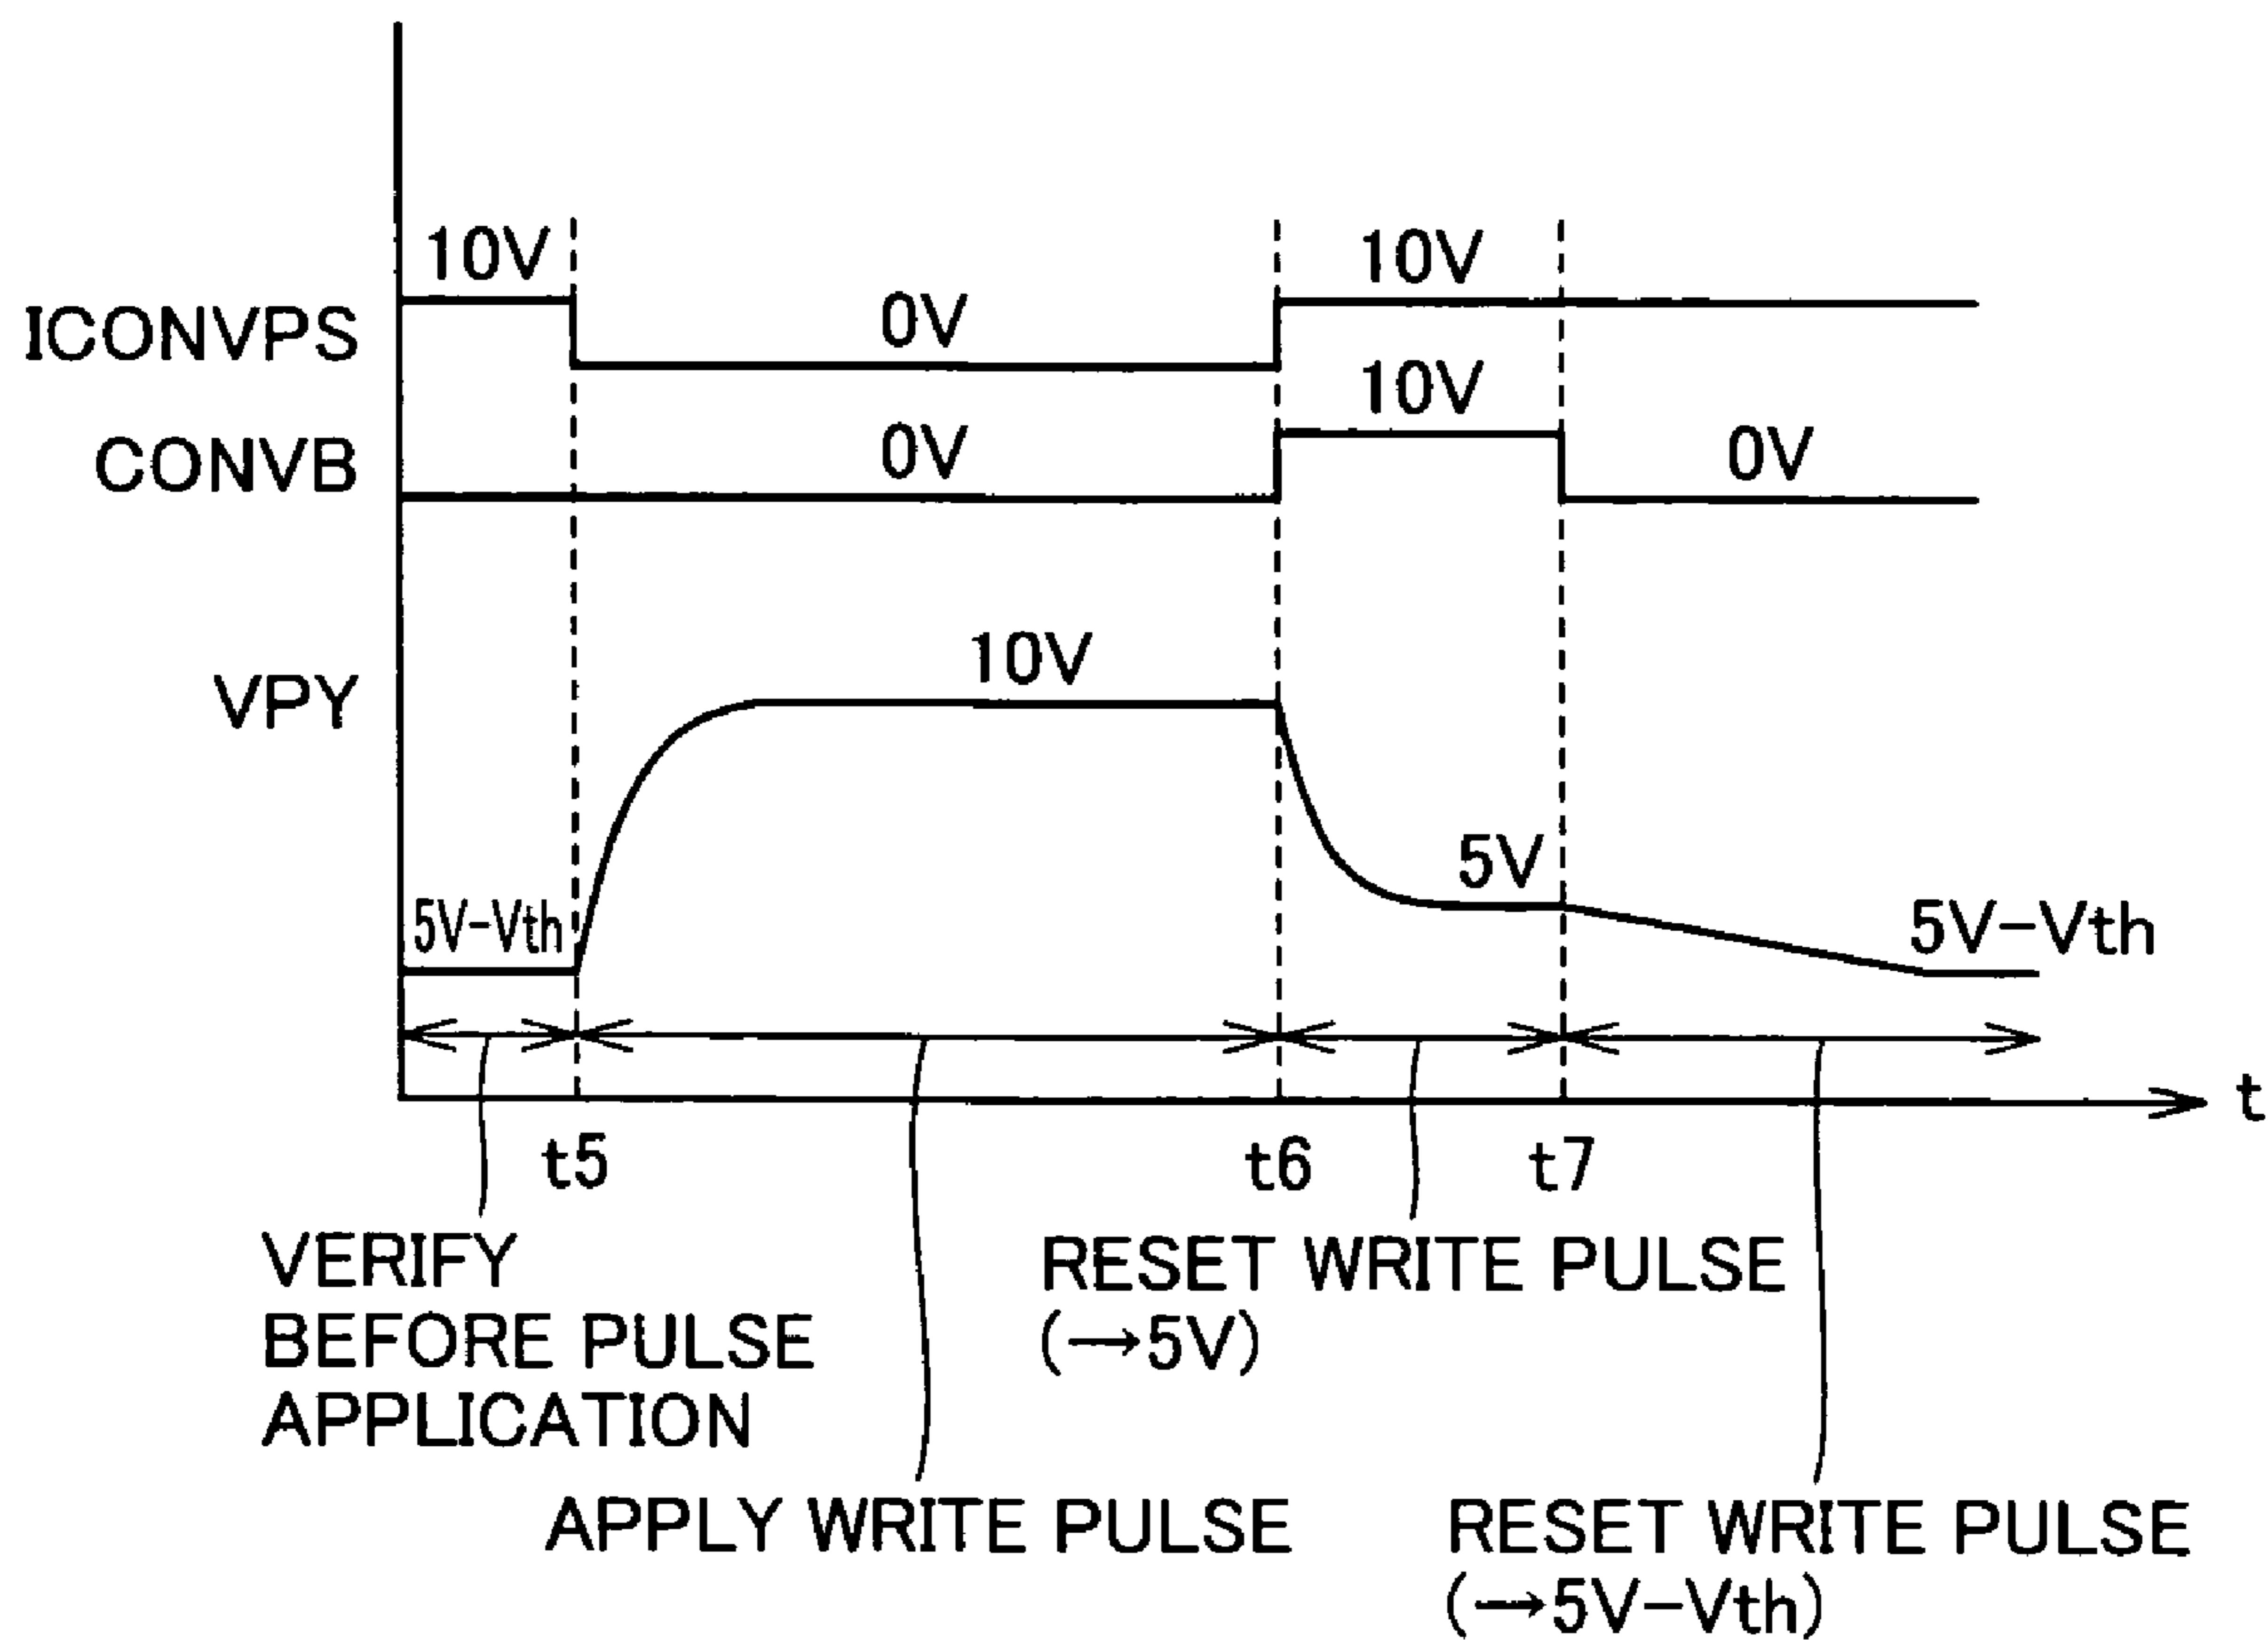 10V
10V
ICONVPS
0V
10V
CONVB
0V
0V
10V
VPY
5V
5V-Vth
5V-Vth
t
t5
t6
t7
VERIFY
BEFORE PULSE
APPLICATION
RESET WRITE PULSE
(→5V)
APPLY WRITE PULSE
RESET WRITE PULSE
(→5V-Vth)